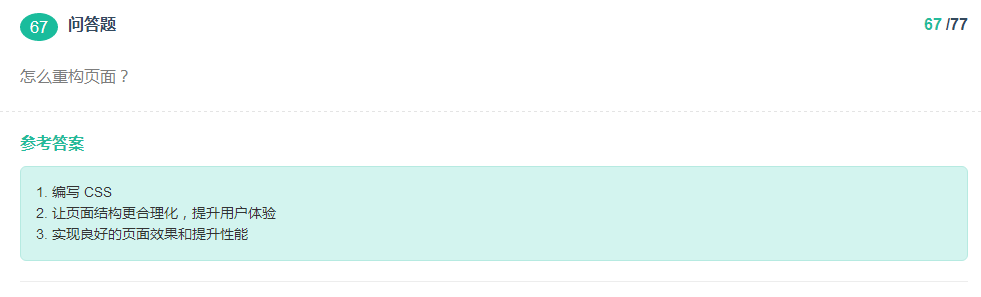 67 问答题 67 /77
怎么重构页面？
参考答案
1. 编写 CSS
2. 让页面结构更合理化，提升用户体验
3. 实现良好的页面效果和提升性能